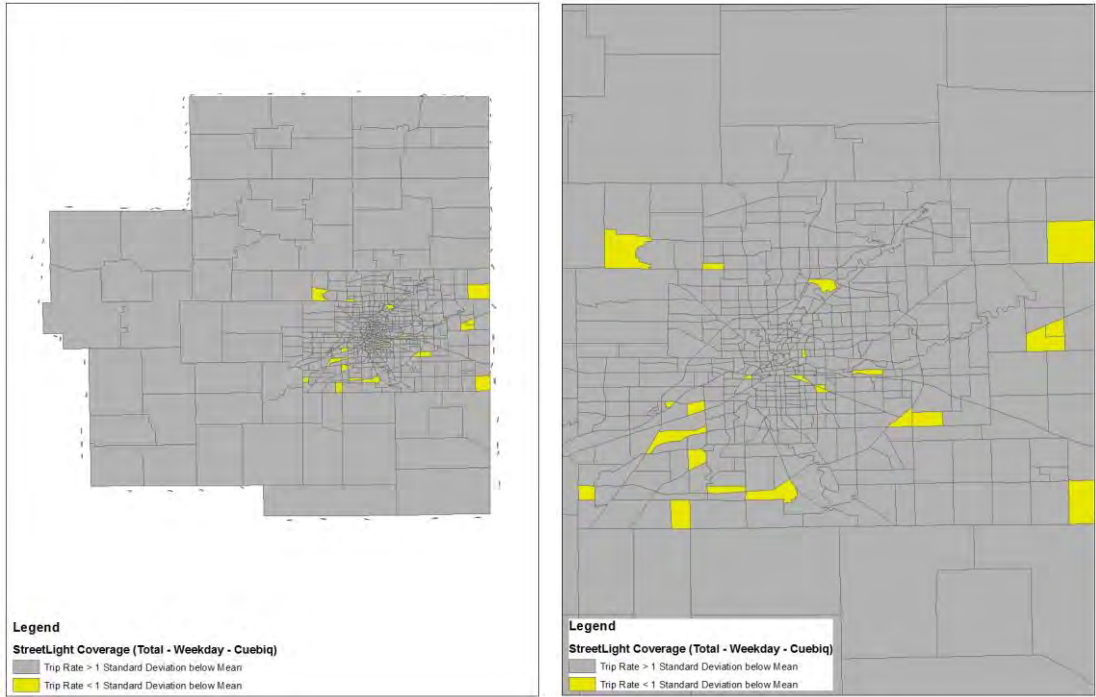 Legend
StreetLight Coverage (Total - Weekday - Cuebiq)
Trip Rate > 1 Standard Deviation below Mean
Trip Rate < 1 Standard Deviation below Mean
Legend
StreetLight Coverage (Total - Weekday - Cuebiq)
Trip Rate > 1 Standard Deviation below Mean
Trip Rate < 1 Standard Deviation below Mean